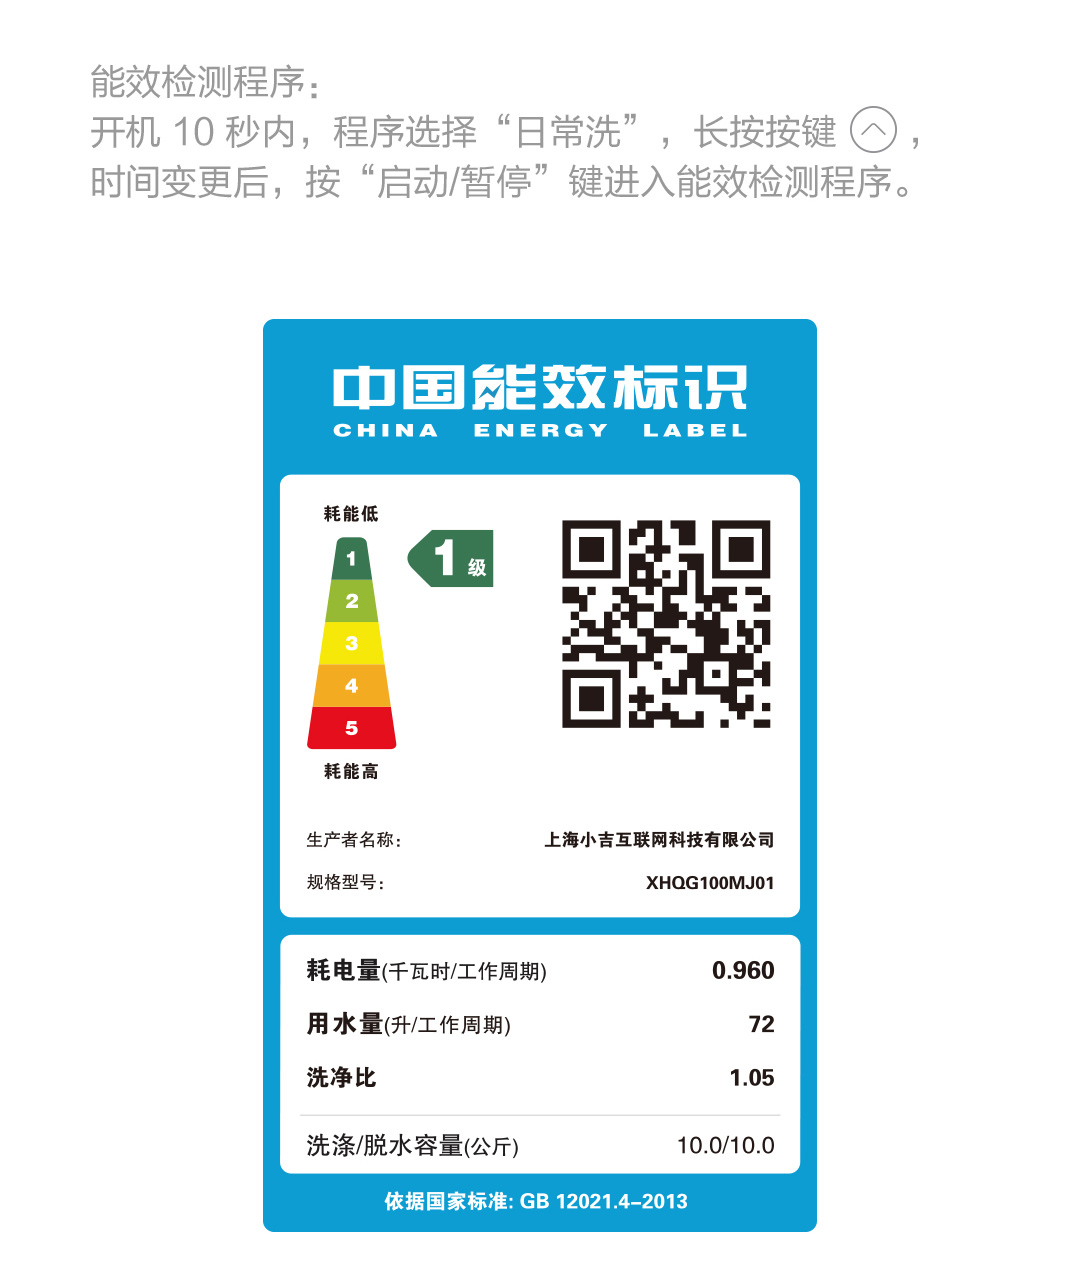 能效检测程序：
开机 10 秒内，程序选择“日常洗”，长按按键 ，
时间变更后，按“启动/暂停”键进入能效检测程序。
中国能效标识
CHINA ENERGY LABEL
耗能低
1
1级
2
3
4
5
耗能高
生产者名称： 上海小吉互联网科技有限公司
规格型号： XHQG100MJ01
耗电量(千瓦时/工作周期) 0.960
用水量(升/工作周期) 72
洗净比 1.05
洗涤/脱水容量(公斤) 10.0/10.0
依据国家标准: GB 12021.4-2013